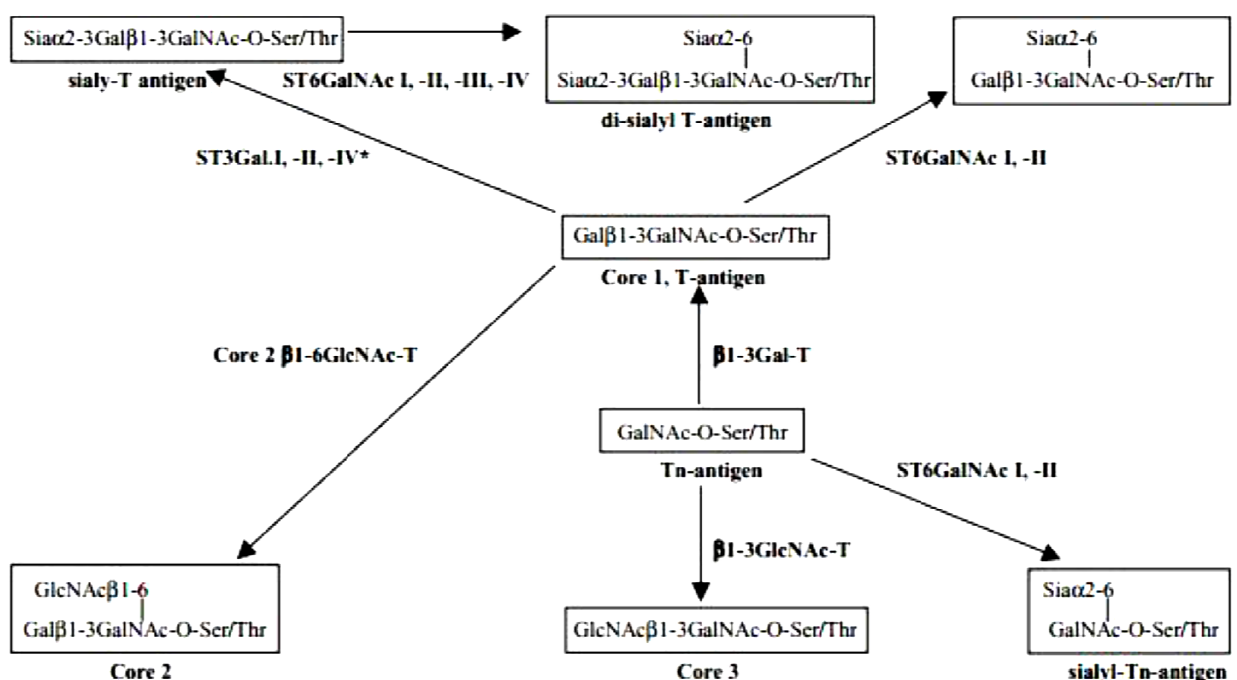 Siaα2-6
Siaα2-6
Siaα2-3Galβ1-3GalNAc-O-Ser/Thr
sialy-T antigen
ST6GalNAc I, -II, -III, -IV
Siaα2-3Galβ1-3GalNAc-O-Ser/Thr
Galβ1-3GalNAc-O-Ser/Thr
di-sialyl T-antigen
ST3Gal.I, -II, -IV*
ST6GalNAc I, -II
Galβ1-3GalNAc-O-Ser/Thr
Core 1, T-antigen
Core 2 β1-6GlcNAc-T
β1-3Gal-T
GalNAc-O-Ser/Thr
Tn-antigen
ST6GalNAc I, -II
β1-3GlcNAc-T
GlcNAcβ1-6
Galβ1-3GalNAc-O-Ser/Thr
Core 2
GlcNAcβ1-3GalNAc-O-Ser/Thr
Core 3
Siaα2-6
GalNAc-O-Ser/Thr
sialyl-Tn-antigen